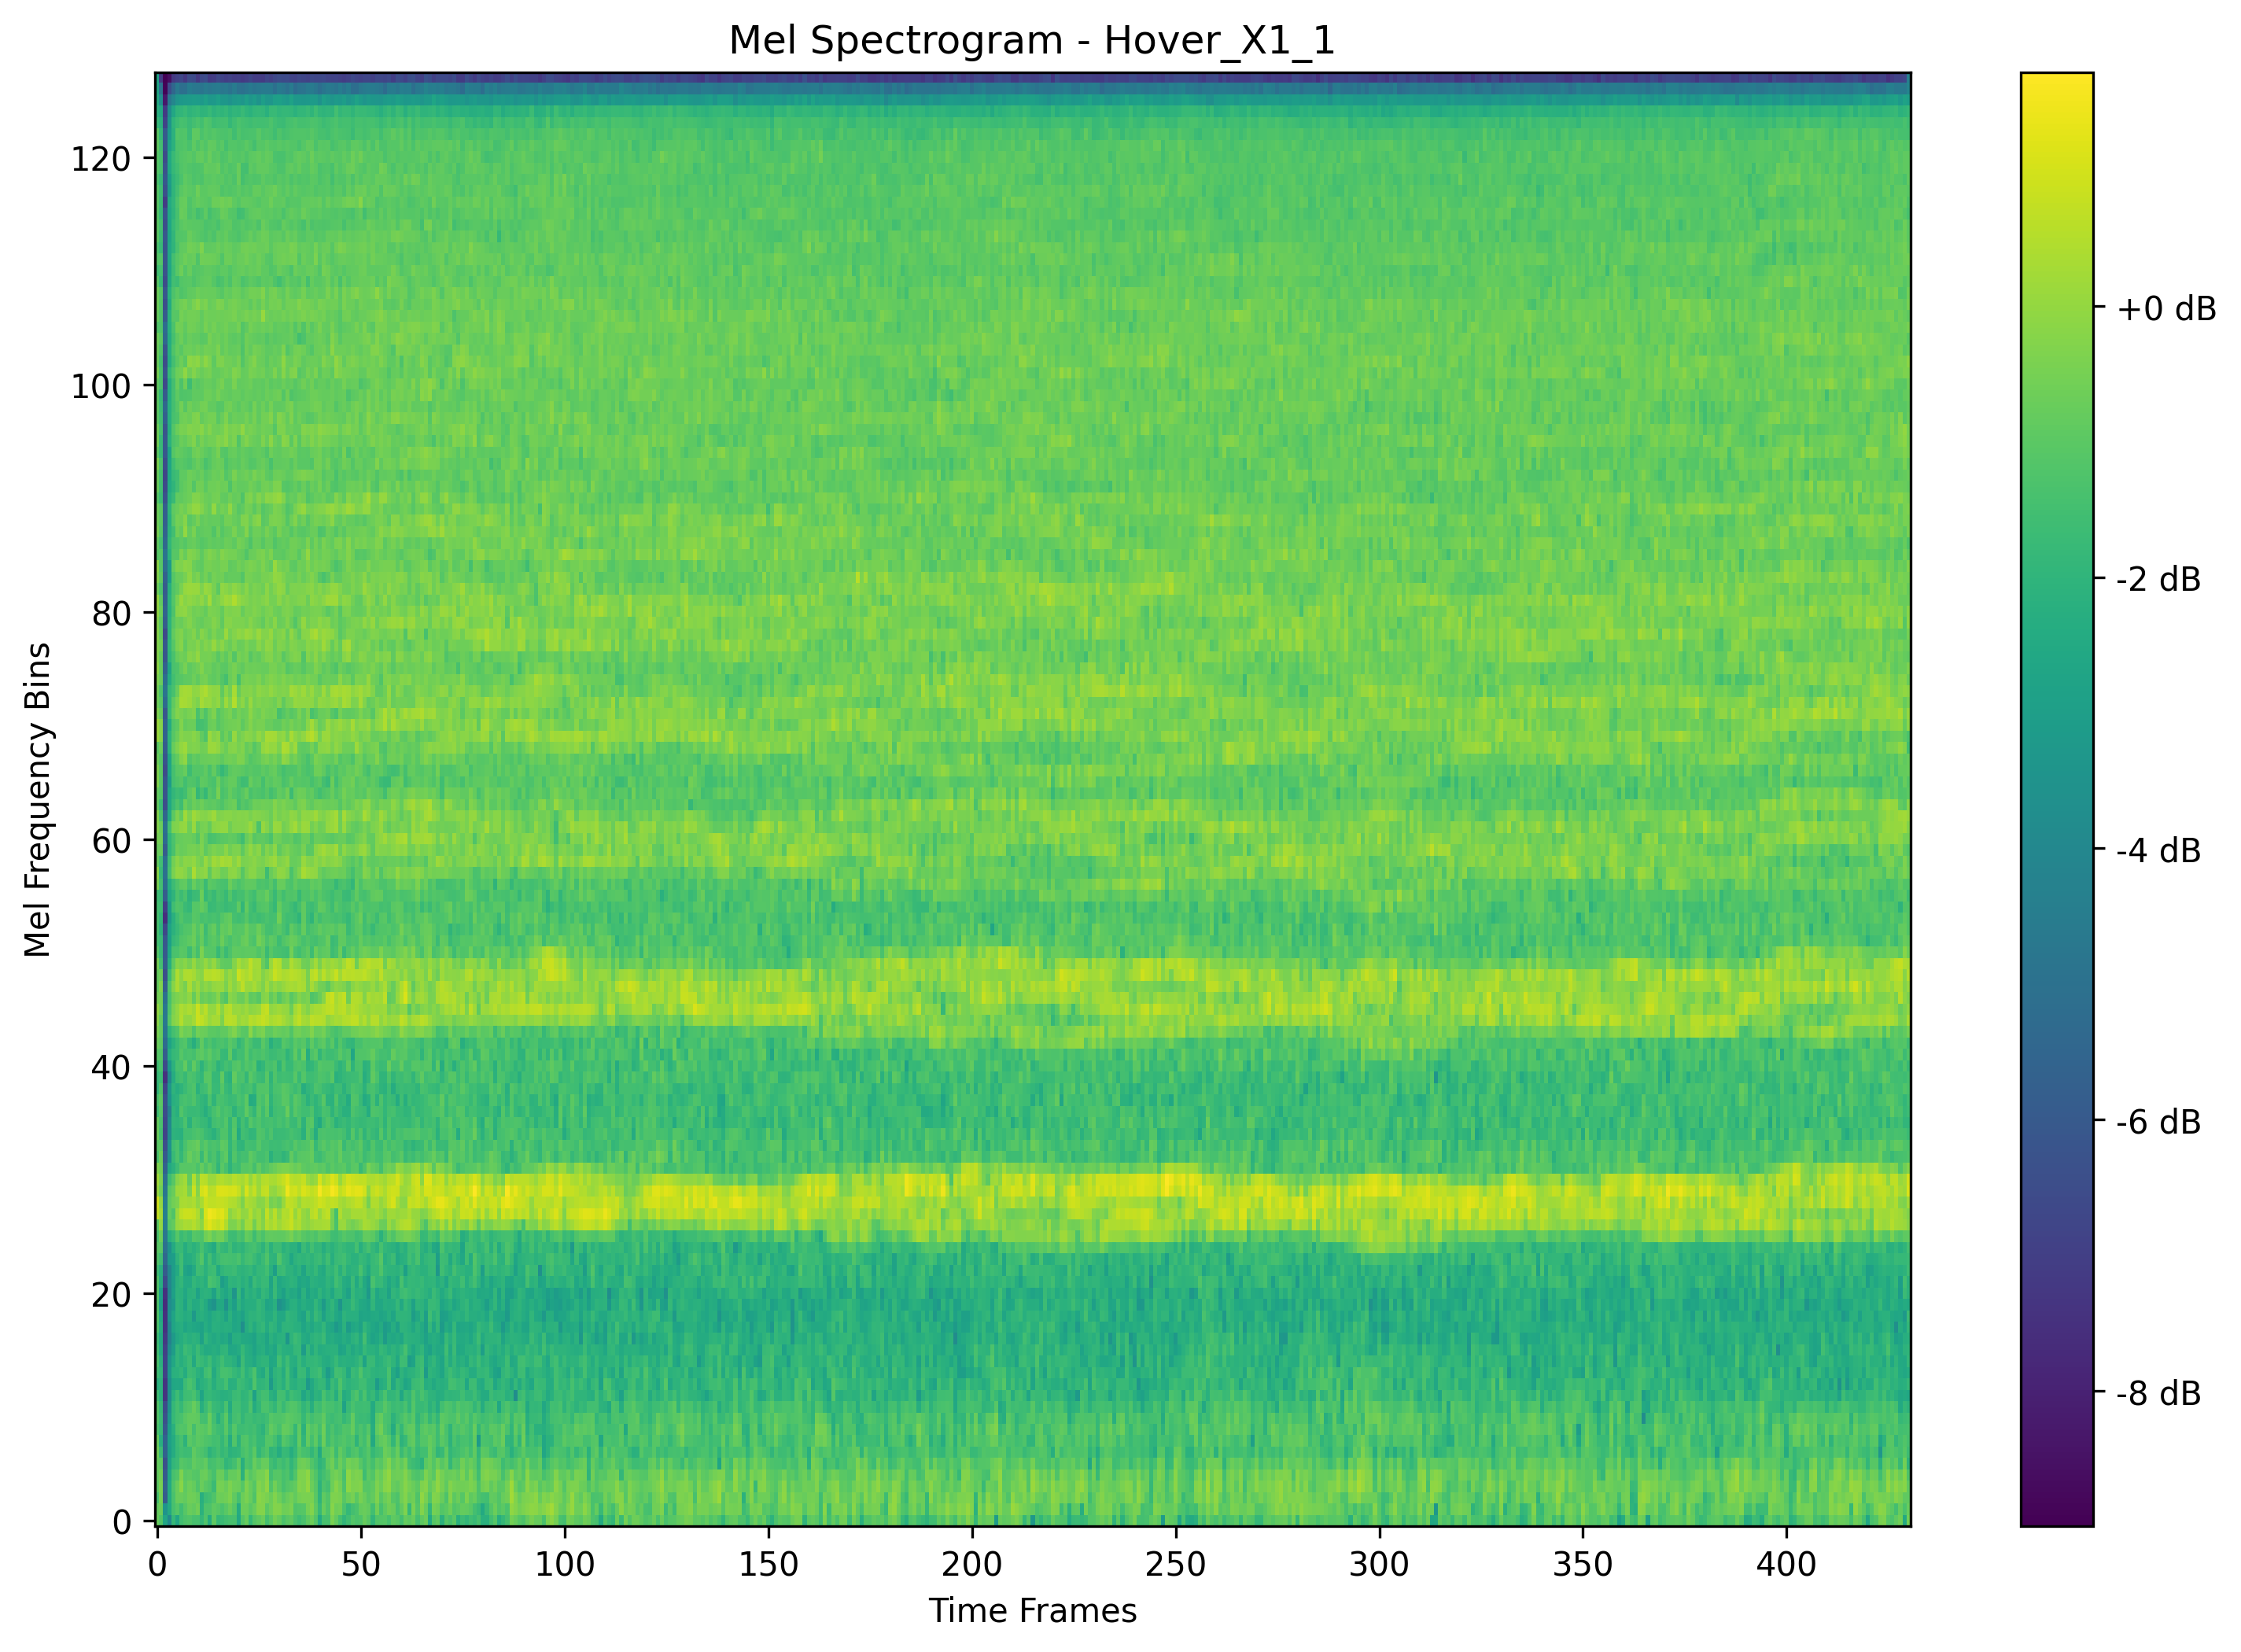 Mel Spectrogram - Hover_X1_1
Mel Frequency Bins
120
100
80
60
40
20
0
0 50 100 150 200 250 300 350 400
Time Frames
+0 dB
-2 dB
-4 dB
-6 dB
-8 dB